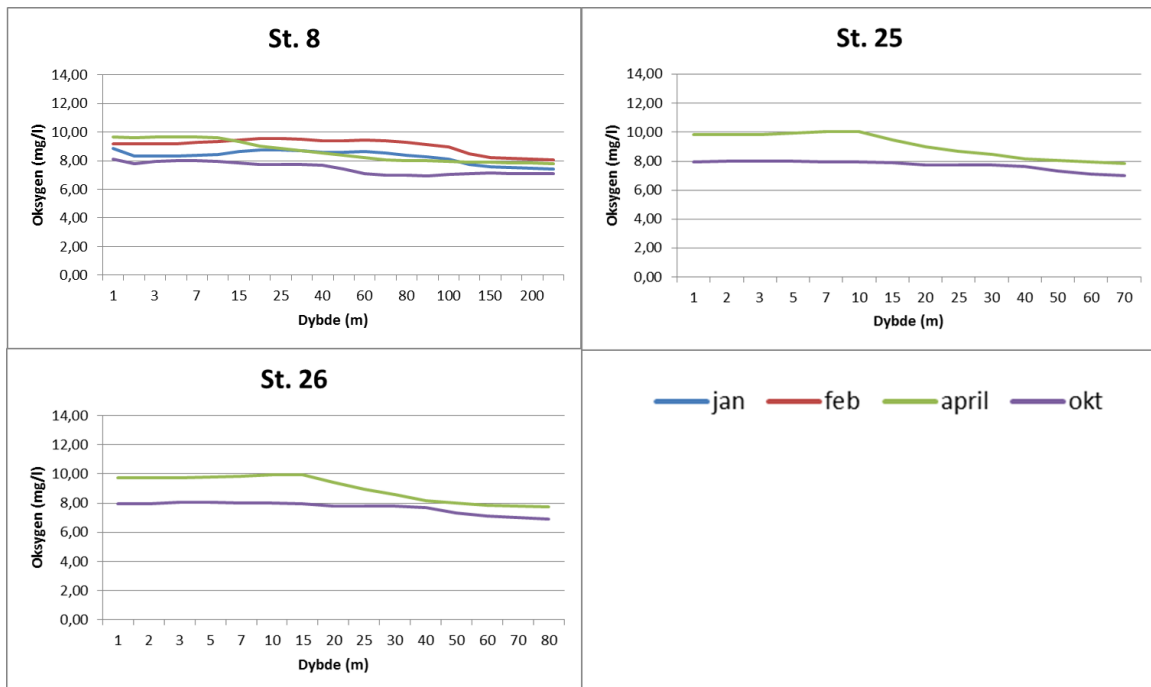 St. 8
14,00
12,00
10,00
8,00
6,00
4,00
2,00
0,00
Oksygen (mg/l)
1 3 7 15 25 40 60 80 100 150 200
Dybde (m)
St. 25
14,00
12,00
10,00
8,00
6,00
4,00
2,00
0,00
Oksygen (mg/l)
1 2 3 5 7 10 15 20 25 30 40 50 70
Dybde (m)
St. 26
14,00
12,00
10,00
8,00
6,00
4,00
2,00
0,00
Oksygen (mg/l)
1 2 3 5 7 10 15 20 25 30 40 50 60 70 80
Dybde (m)
jan feb april okt